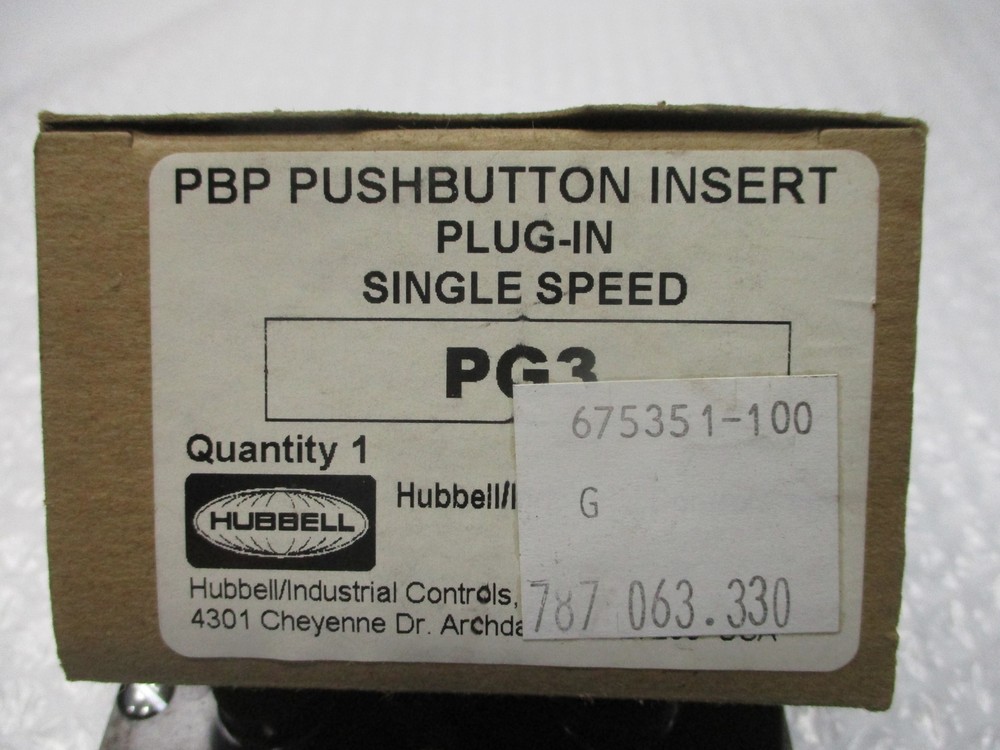 PBP PUSHBUTTON INSERT
PLUG-IN
SINGLE SPEED
PG3
675351-100
Quantity 1
HUBBELL
Hubbell/I
G
Hubbell/Industrial Controls,
787 063.330
4301 Cheyenne Dr. Archda